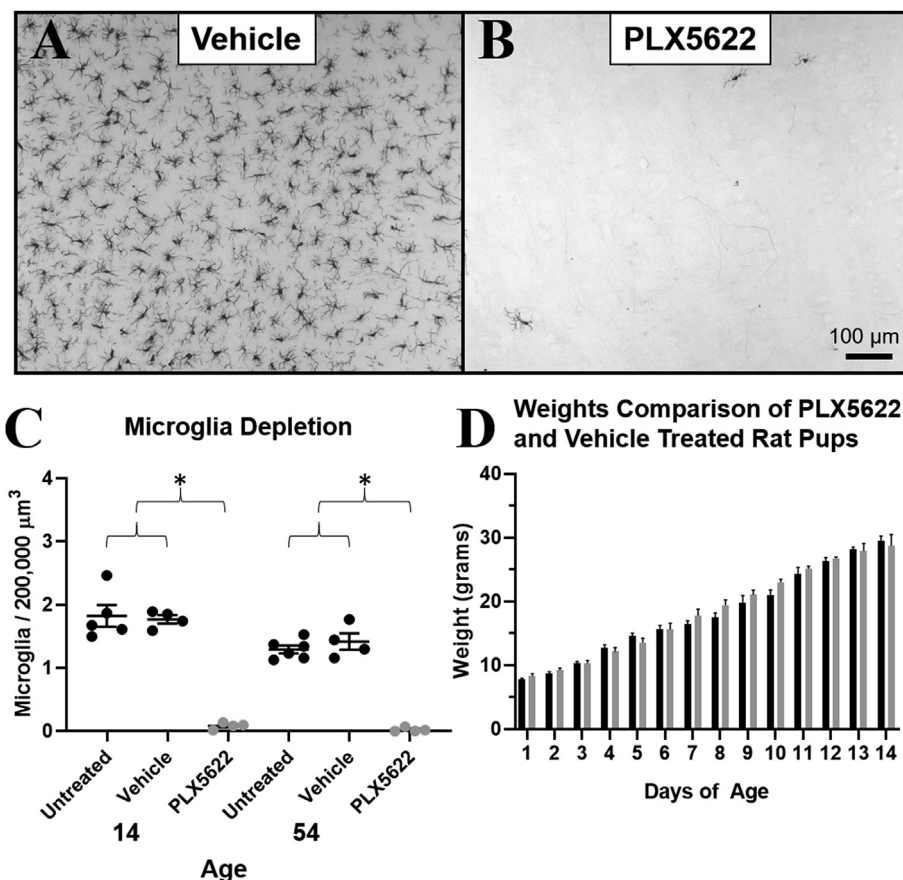 A
Vehicle
B
PLX5622
100 µm
C
Microglia Depletion
Microglia / 200,000 µm³
4
3
2
1
0
*
*
Untreated
Vehicle
PLX5622
Untreated
Vehicle
PLX5622
14
54
Age
D
Weights Comparison of PLX5622
and Vehicle Treated Rat Pups
Weight (grams)
40
30
20
10
0
1 2 3 4 5 6 7 8 9 10 11 12 13 14
Days of Age